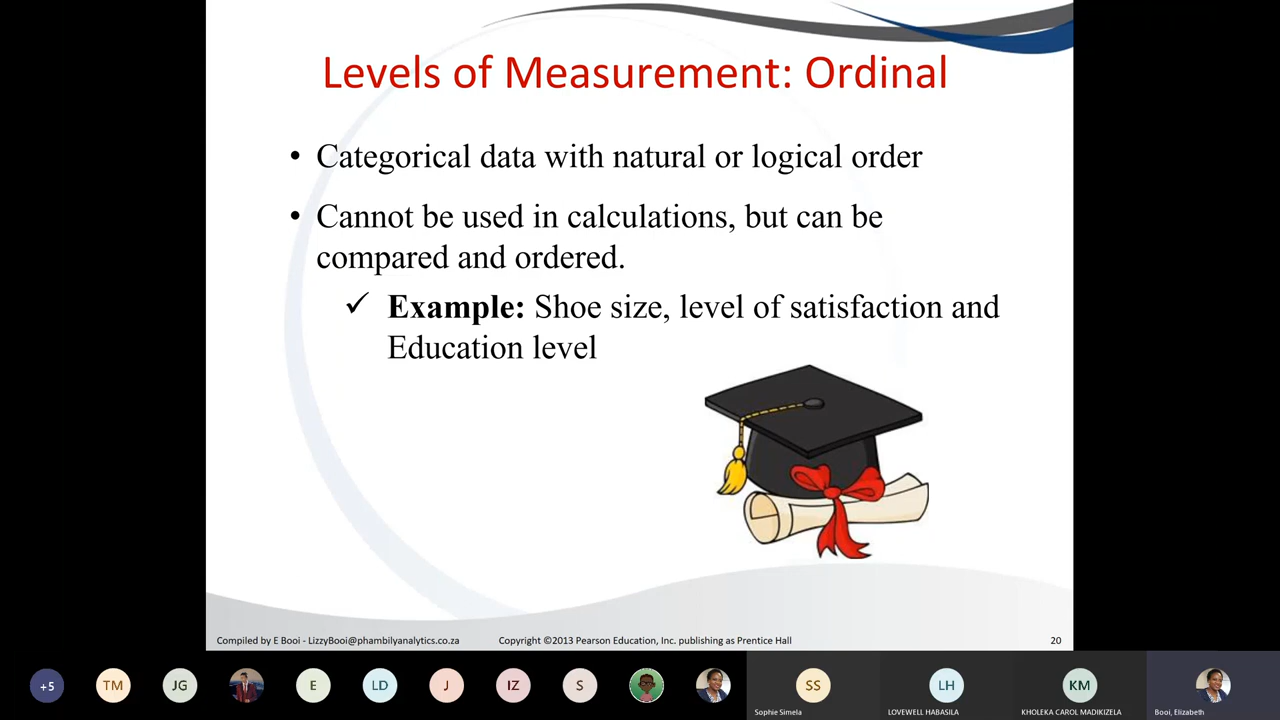 Levels of Measurement: Ordinal
• Categorical data with natural or logical order
• Cannot be used in calculations, but can be
compared and ordered.
✓ Example: Shoe size, level of satisfaction and
Education level
Compiled by E Booi - LizzyBooi@phambilyanalytics.co.za Copyright ©2013 Pearson Education, Inc. publishing as Prentice Hall 20
+5 TM JG E LD J IZ S SS LH KM
Sophie Simela LOVEWELL HABASILA KHOLEKA CAROL MADIKIZELA Booi, Elizabeth